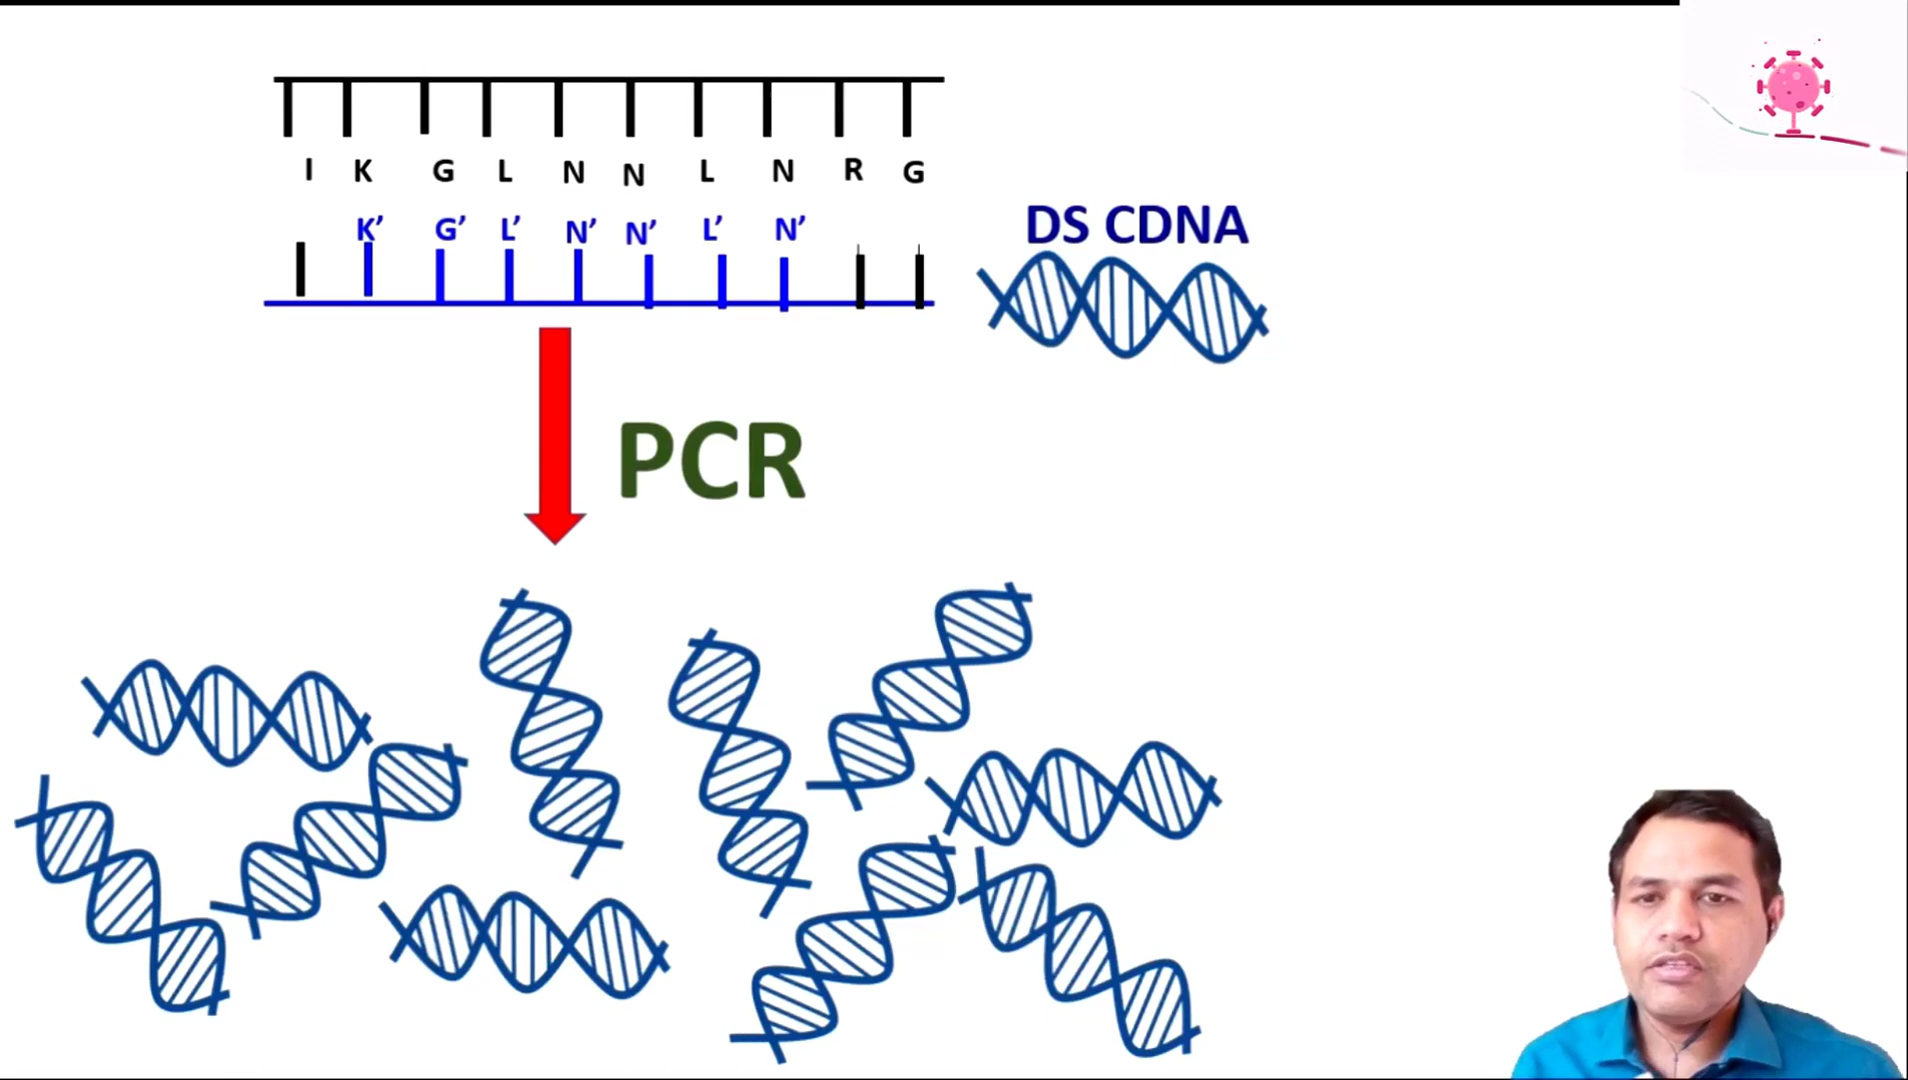 I K G L N N L N R G
K’ G’ L’ N’ N’ L’ N’
DS CDNA
PCR